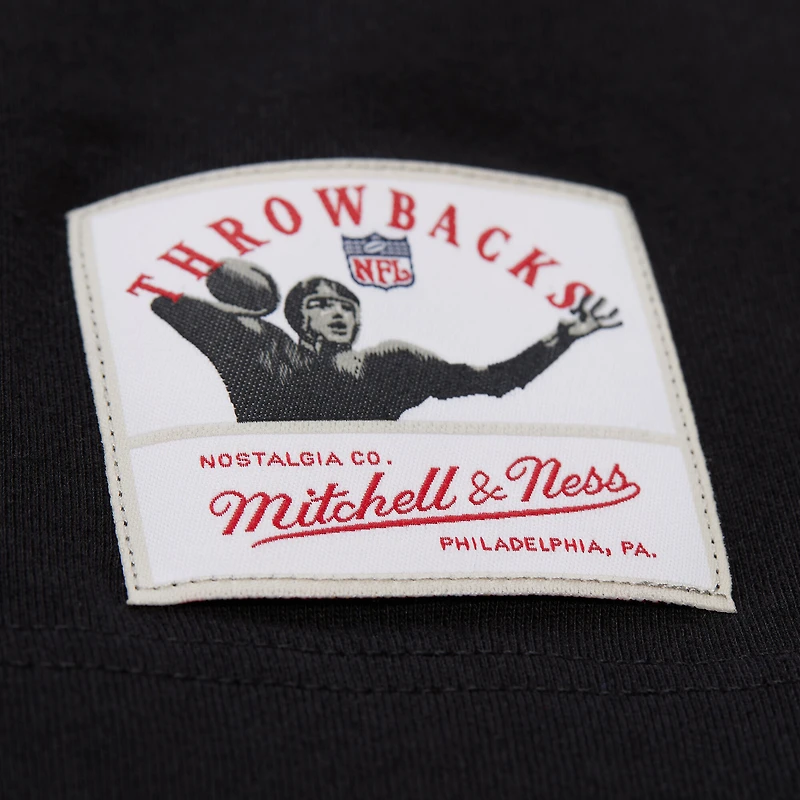 THROWBACKS
NFL
NOSTALGIA CO.
Mitchell & Ness
PHILADELPHIA, PA.